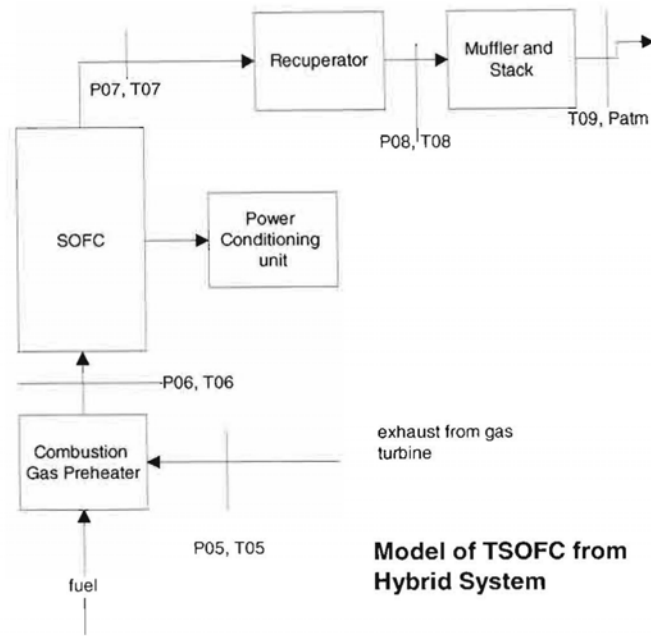 Recuperator
Muffler and
Stack
P07, T07
P08, T08
T09, Patm
SOFC
Power
Conditioning
unit
P06, T06
Combustion
Gas Preheater
exhaust from gas
turbine
P05, T05
fuel
Model of TSOFC from
Hybrid System